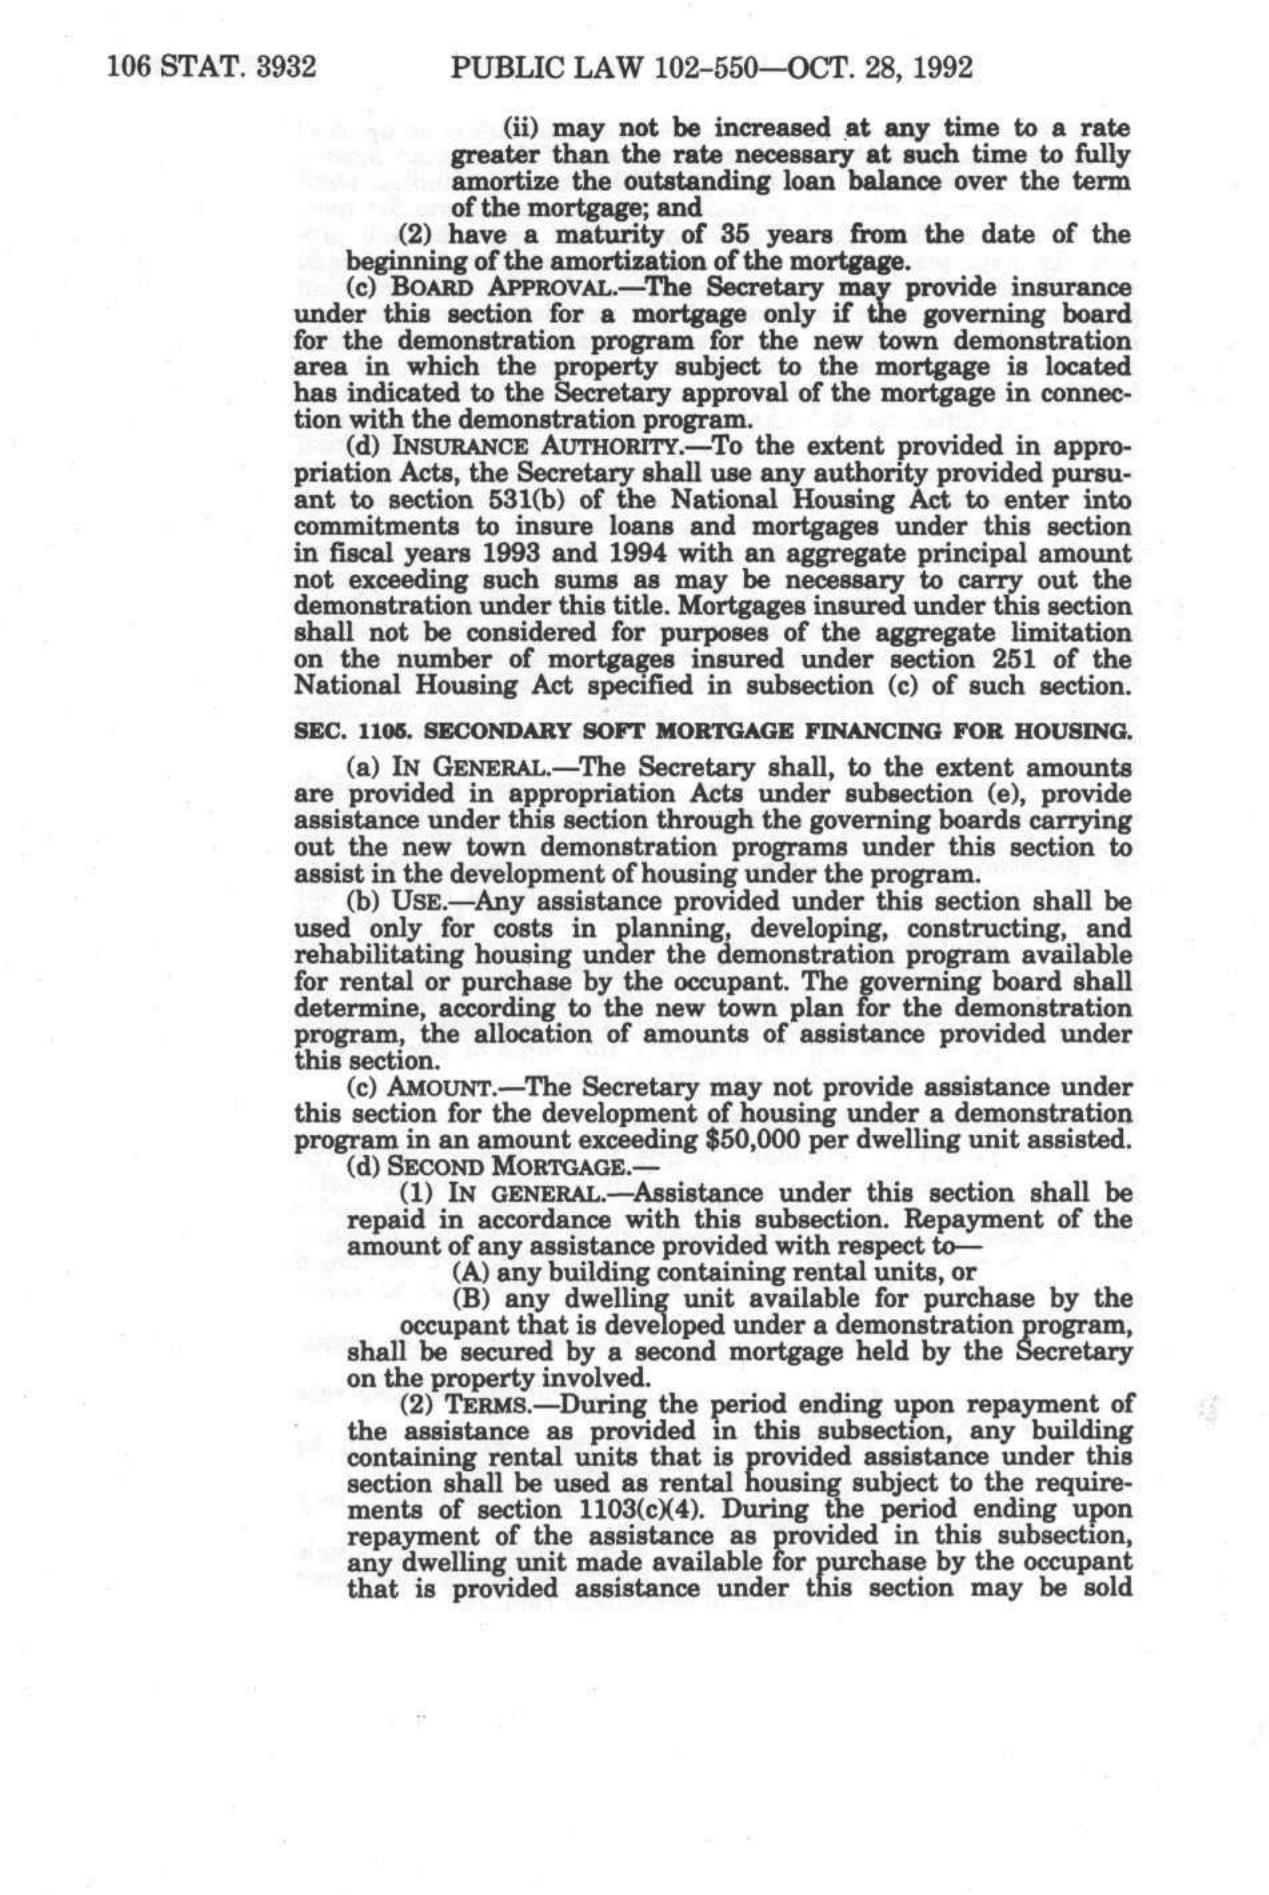 106 STAT. 3932 PUBLIC LAW 102-550—OCT. 28, 1992
(ii) may not be increased at any time to a rate
greater than the rate necessary at such time to fully
amortize the outstanding loan balance over the term
of the mortgage; and
(2) have a maturity of 35 years from the date of the
beginning of the amortization of the mortgage.
(c) BOARD APPROVAL.—The Secretary may provide insurance
under this section for a mortgage only if the governing board
for the demonstration program for the new town demonstration
area in which the property subject to the mortgage is located
has indicated to the Secretary approval of the mortgage in connec-
tion with the demonstration program.
(d) INSURANCE AUTHORITY.—To the extent provided in appro-
priation Acts, the Secretary shall use any authority provided pursu-
ant to section 531(b) of the National Housing Act to enter into
commitments to insure loans and mortgages under this section
in fiscal years 1993 and 1994 with an aggregate principal amount
not exceeding such sums as may be necessary to carry out the
demonstration under this title. Mortgages insured under this section
shall not be considered for purposes of the aggregate limitation
on the number of mortgages insured under section 251 of the
National Housing Act specified in subsection (c) of such section.
SEC. 1105. SECONDARY SOFT MORTGAGE FINANCING FOR HOUSING.
(a) IN GENERAL.—The Secretary shall, to the extent amounts
are provided in appropriation Acts under subsection (e), provide
assistance under this section through the governing boards carrying
out the new town demonstration programs under this section to
assist in the development of housing under the program.
(b) USE.—Any assistance provided under this section shall be
used only for costs in planning, developing, constructing, and
rehabilitating housing under the demonstration program available
for rental or purchase by the occupant. The governing board shall
determine, according to the new town plan for the demonstration
program, the allocation of amounts of assistance provided under
this section.
(c) AMOUNT.—The Secretary may not provide assistance under
this section for the development of housing under a demonstration
program in an amount exceeding $50,000 per dwelling unit assisted.
(d) SECOND MORTGAGE.—
(1) IN GENERAL.—Assistance under this section shall be
repaid in accordance with this subsection. Repayment of the
amount of any assistance provided with respect to—
(A) any building containing rental units, or
(B) any dwelling unit available for purchase by the
occupant that is developed under a demonstration program,
shall be secured by a second mortgage held by the Secretary
on the property involved.
(2) TERMS.—During the period ending upon repayment of
the assistance as provided in this subsection, any building
containing rental units that is provided assistance under this
section shall be used as rental housing subject to the require-
ments of section 1103(c)(4). During the period ending upon
repayment of the assistance as provided in this subsection,
any dwelling unit made available for purchase by the occupant
that is provided assistance under this section may be sold